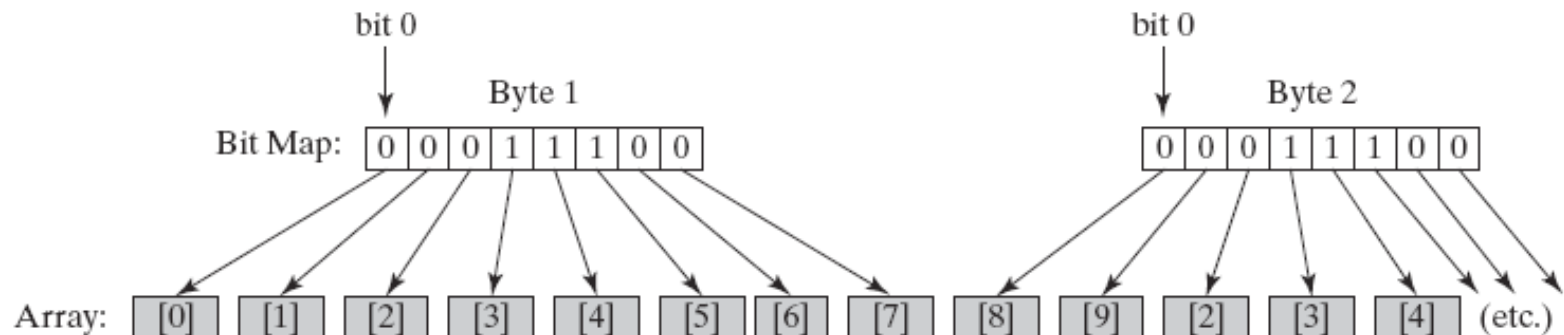 bit 0 bit 0
Byte 1 Byte 2
Bit Map: 0 0 0 1 1 1 0 0 0 0 0 1 1 1 0 0
Array: [0] [1] [2] [3] [4] [5] [6] [7] [8] [9] [2] [3] [4] (etc.)